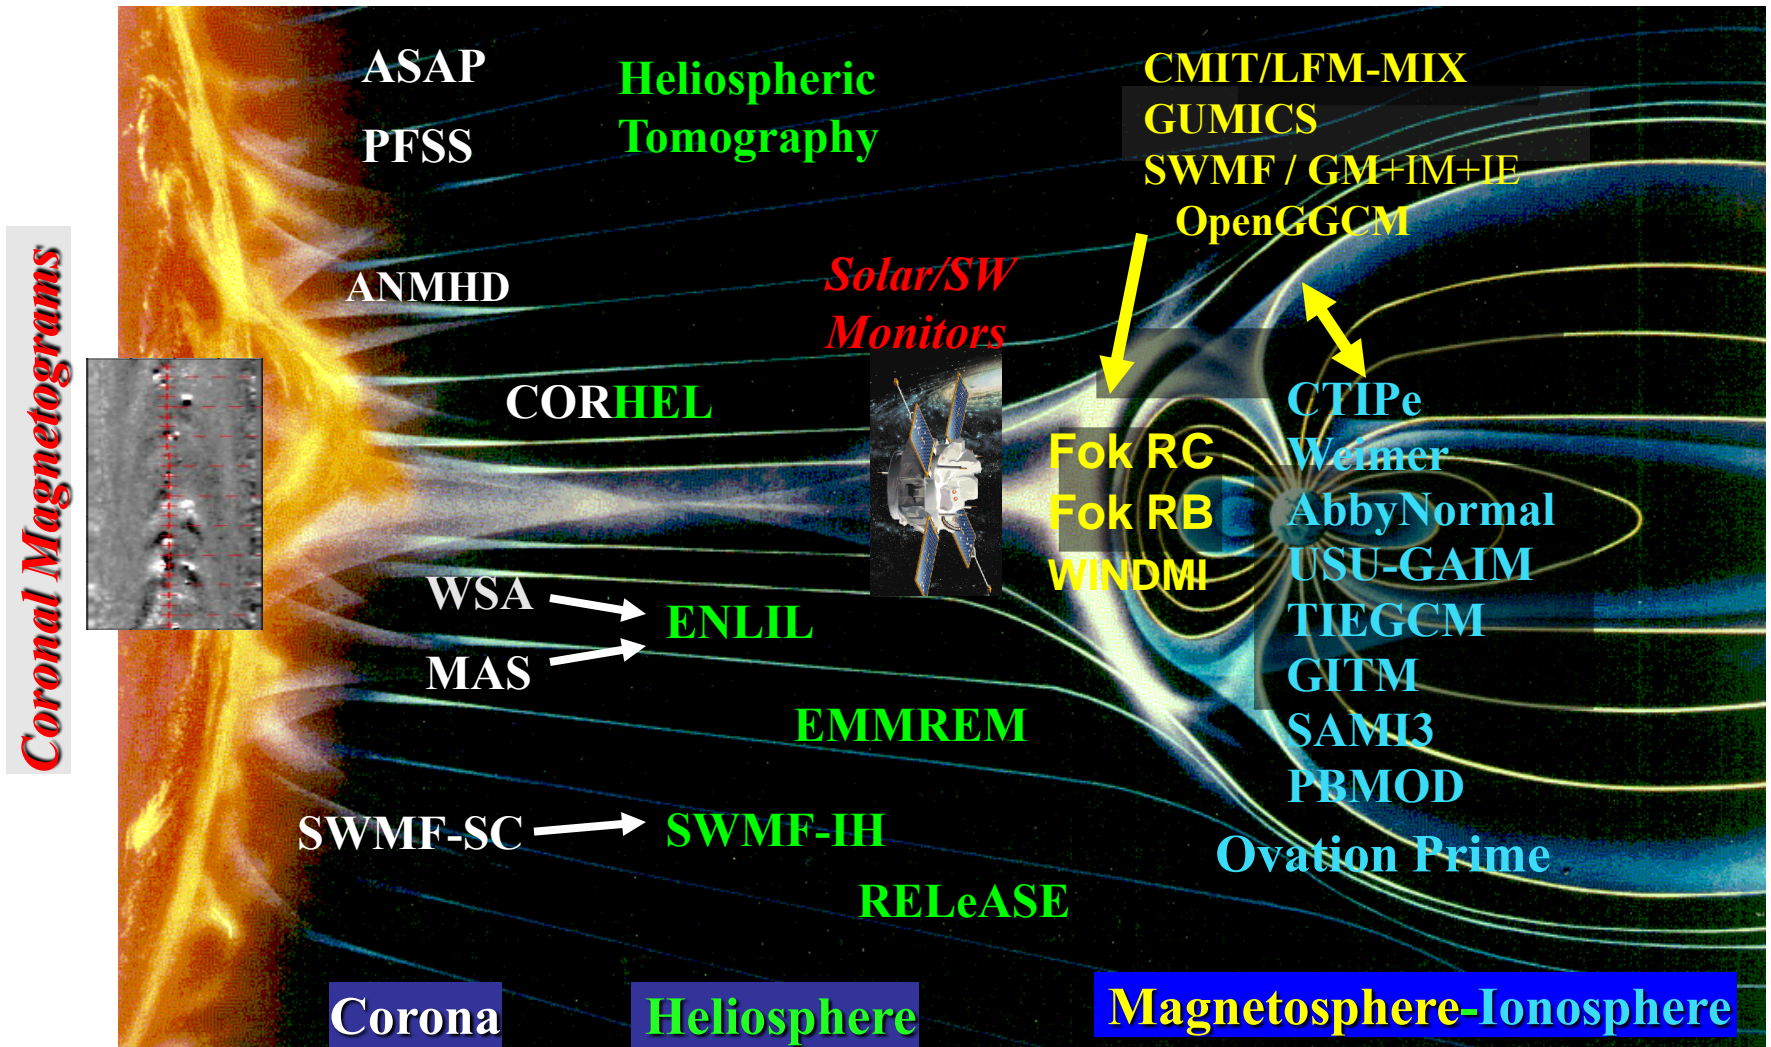 Coronal Magnetograms
ASAP
PFSS
ANMHD
CORHEL
WSA
MAS
SWMF-SC
Heliospheric
Tomography
ENLIL
EMMREM
SWMF-IH
RELeASE
Solar/SW
Monitors
CMIT/LFM-MIX
GUMICS
SWMF / GM+IM+IE
OpenGGCM
Fok RC
Fok RB
WINDMI
CTIPe
Weimer
AbbyNormal
USU-GAIM
TIEGCM
GITM
SAMI3
PBMOD
Ovation Prime
Corona
Heliosphere
Magnetosphere-Ionosphere